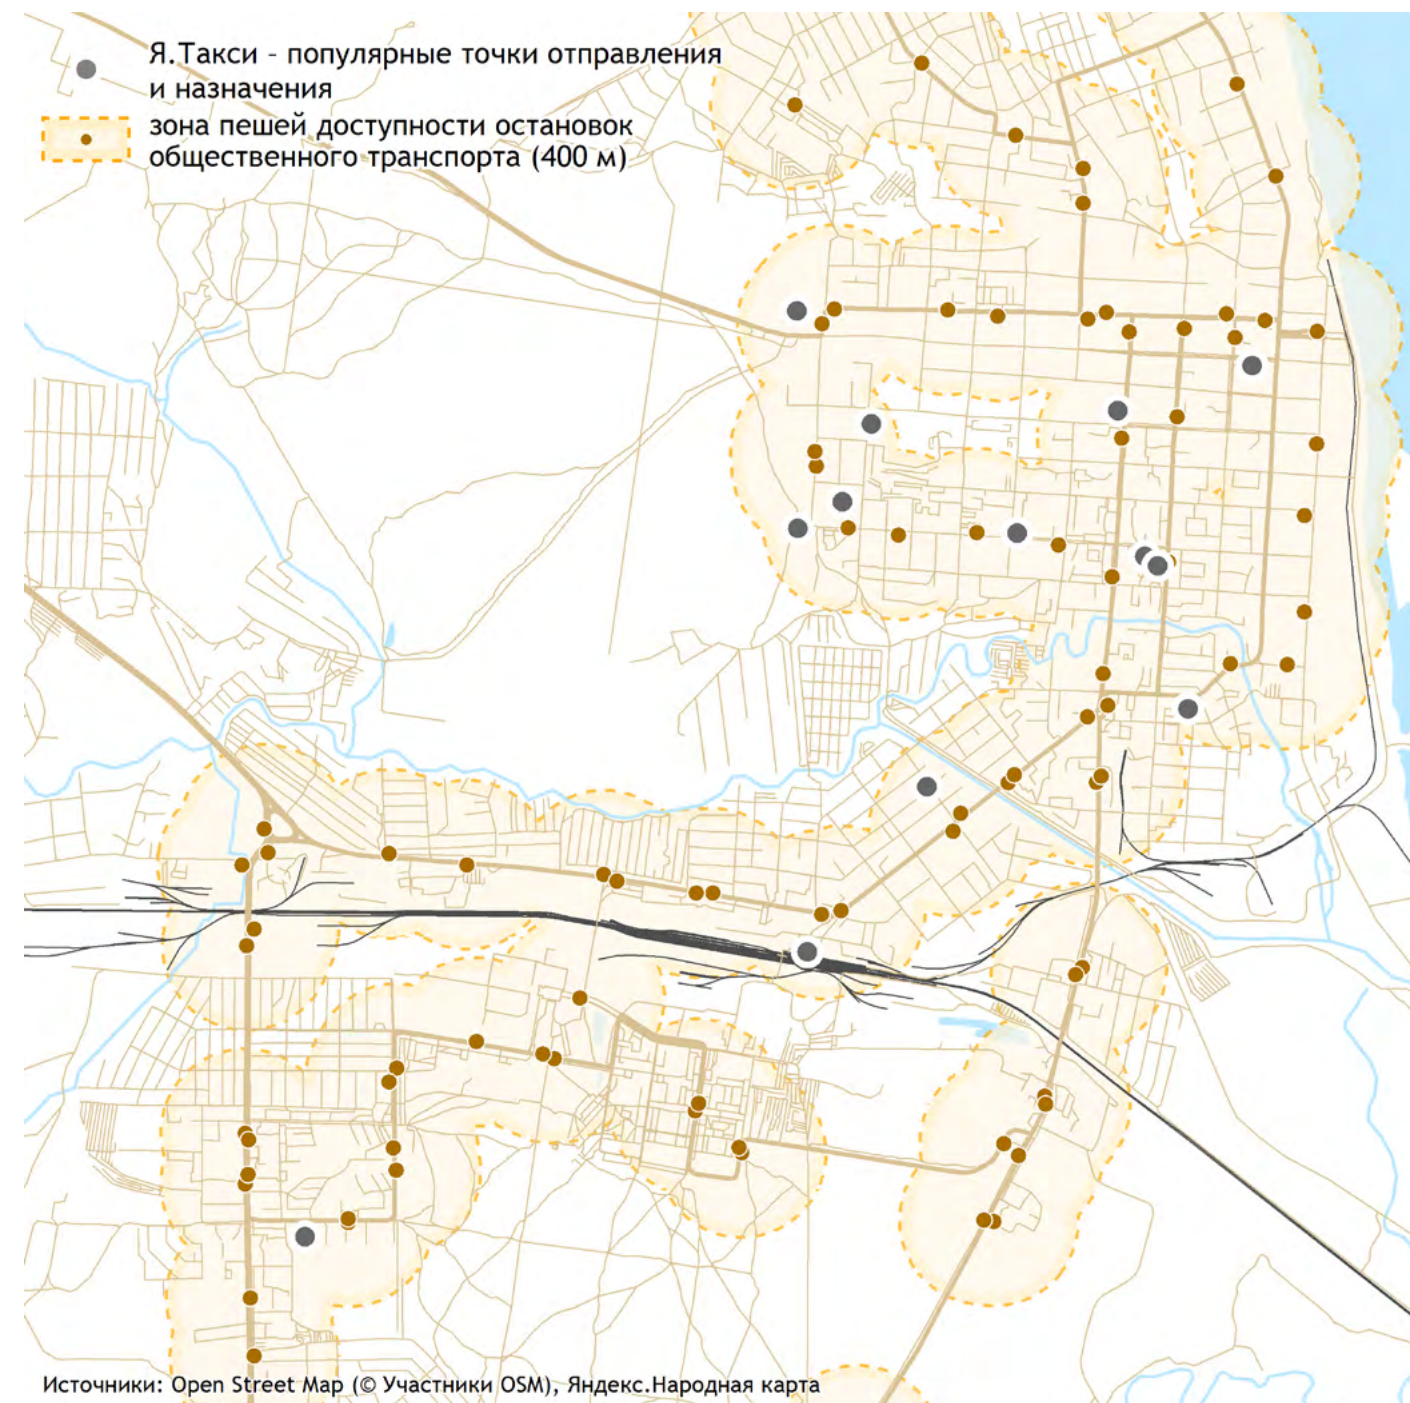 Я.Такси - популярные точки отправления
и назначения
зона пешей доступности остановок
общественного транспорта (400 м)
Источники: Open Street Map (© Участники OSM), Яндекс.Народная карта